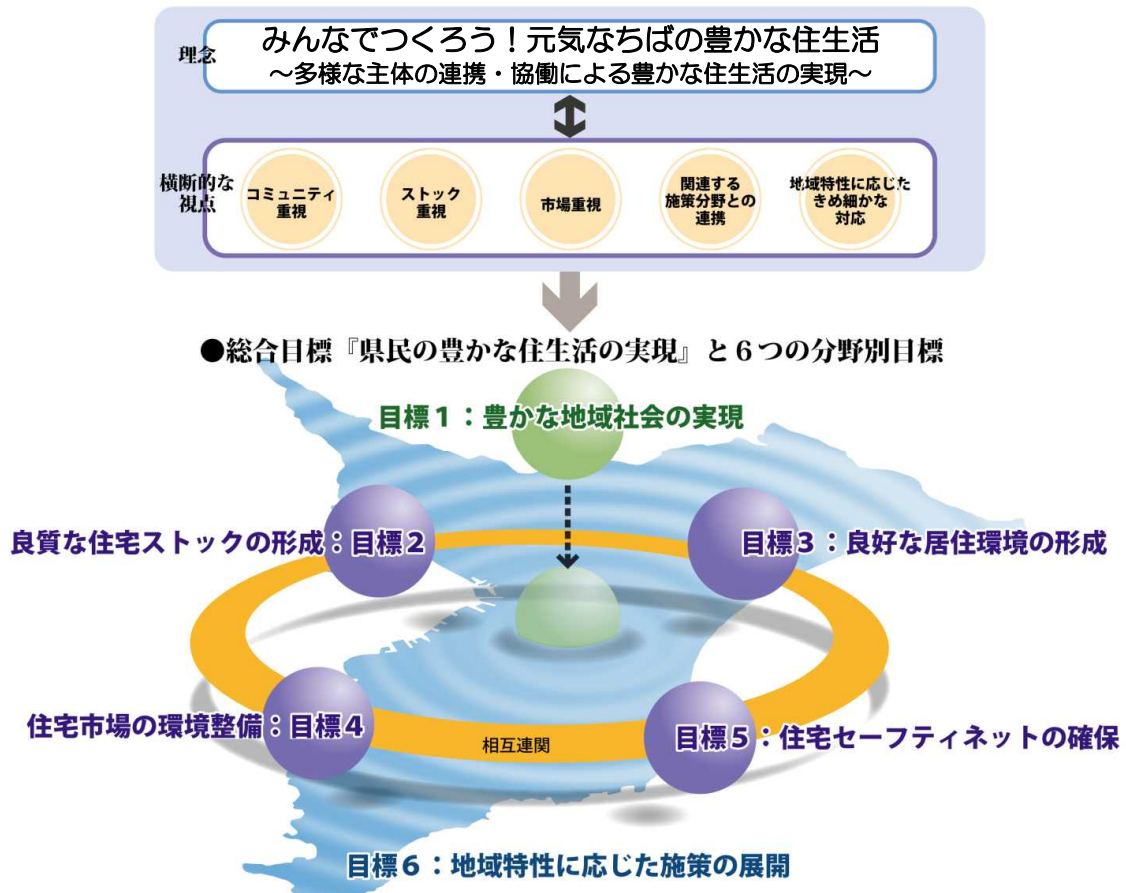 理念
みんなでつくろう！元気なちばの豊かな住生活
～多様な主体の連携・協働による豊かな住生活の実現～
横断的な
視点
コミュニティ
重視
ストック
重視
市場重視
関連する
施策分野との
連携
地域特性に応じた
きめ細かな
対応
●総合目標『県民の豊かな住生活の実現』と６つの分野別目標
目標１：豊かな地域社会の実現
良質な住宅ストックの形成：目標２
目標３：良好な居住環境の形成
住宅市場の環境整備：目標４
相互連関
目標５：住宅セーフティネットの確保
目標６：地域特性に応じた施策の展開